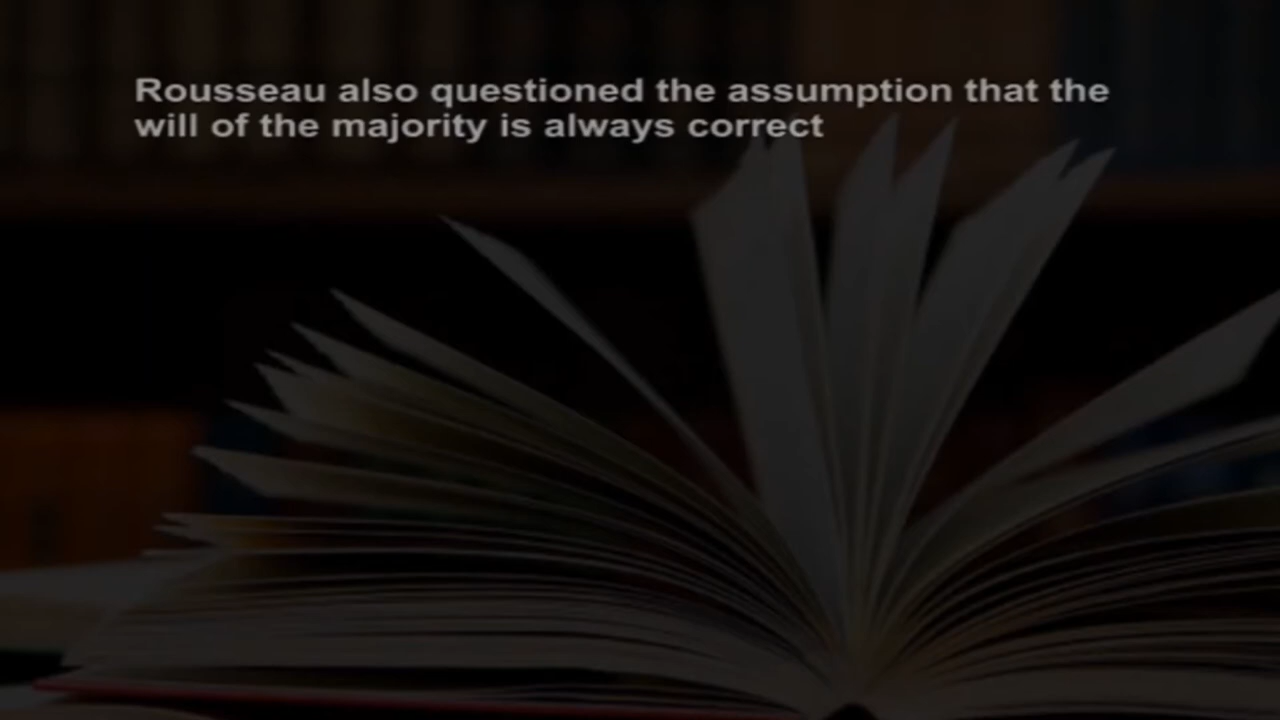 Rousseau also questioned the assumption that the
will of the majority is always correct